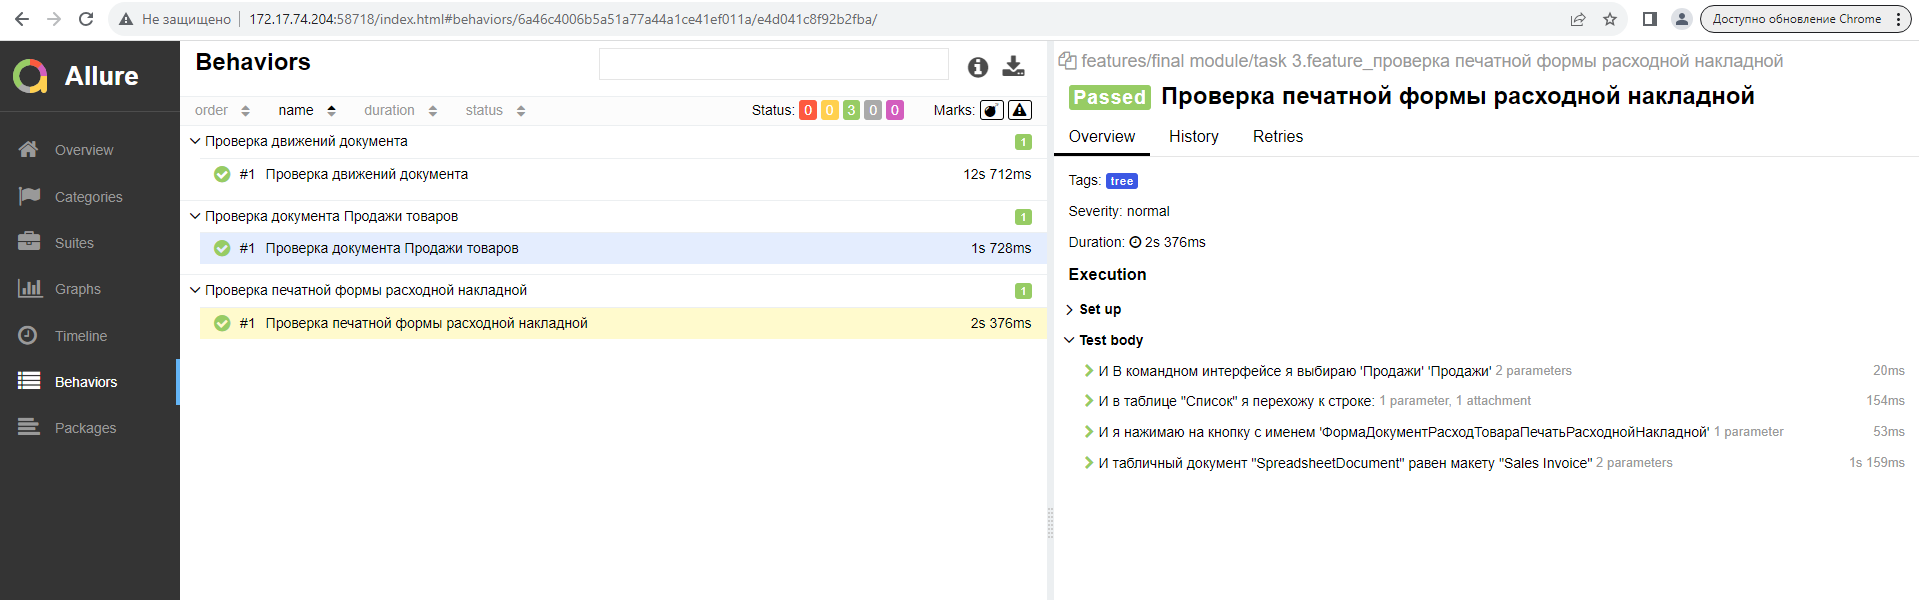 Не защищено 172.17.74.204:58718/index.html#behaviors/6a46c4006b5a51a77a44a1ce41ef011a/e4d041c8f92b2fba/
Доступно обновление Chrome
Allure
Overview
Categories
Suites
Graphs
Timeline
Behaviors
Packages
Behaviors
order name duration status Status: 0 0 3 0 0 Marks:
Проверка движений документа 1
#1 Проверка движений документа 12s 712ms
Проверка документа Продажи товаров 1
#1 Проверка документа Продажи товаров 1s 728ms
Проверка печатной формы расходной накладной 1
#1 Проверка печатной формы расходной накладной 2s 376ms
features/final module/task 3.feature_проверка печатной формы расходной накладной
Passed Проверка печатной формы расходной накладной
Overview History Retries
Tags: tree
Severity: normal
Duration: 2s 376ms
Execution
Set up
Test body
И В командном интерфейсе я выбираю 'Продажи' 'Продажи' 2 parameters 20ms
И в таблице "Список" я перехожу к строке: 1 parameter, 1 attachment 154ms
И я нажимаю на кнопку с именем 'ФормаДокументРасходТовараПечатьРасходнойНакладной' 1 parameter 53ms
И табличный документ "SpreadsheetDocument" равен макету "Sales Invoice" 2 parameters 1s 159ms